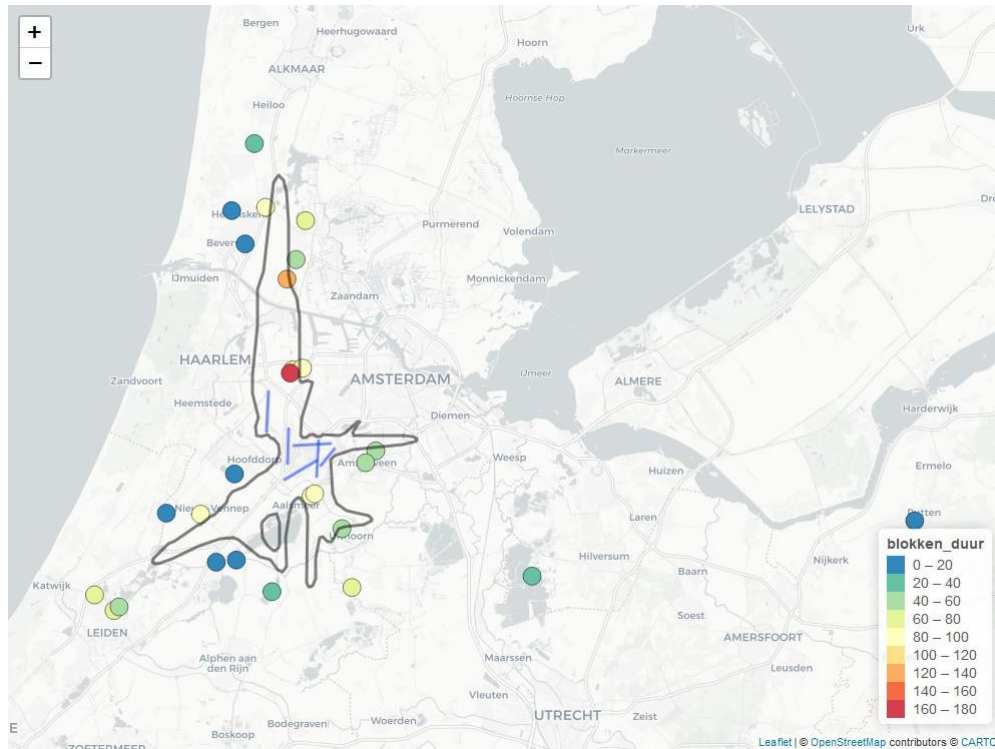 +
−
Bergen
Heerhugowaard
Urk
Hoorn
ALKMAAR
Heiloo
Hoornse Hop
Markermeer
LELYSTAD
Purmerend
Volendam
IJmuiden
Monnickendam
Zaandam
HAARLEM
Zandvoort
AMSTERDAM
IJmeer
ALMERE
Heemstede
Diemen
Harderwijk
Hoofddorp
Weesp
Huizen
Ermelo
Aalsmeer
Laren
Hilversum
Nijkerk
Katwijk
Baarn
Soest
LEIDEN
AMERSFOORT
Alphen aan
den Rijn
Maarssen
Leusden
Vleuten
Bodegraven
Woerden
UTRECHT
Zeist
E
Boskoop
ZOETERMEER
blokken_duur
0 – 20
20 – 40
40 – 60
60 – 80
80 – 100
100 – 120
120 – 140
140 – 160
160 – 180
Leaflet | © OpenStreetMap contributors © CARTO